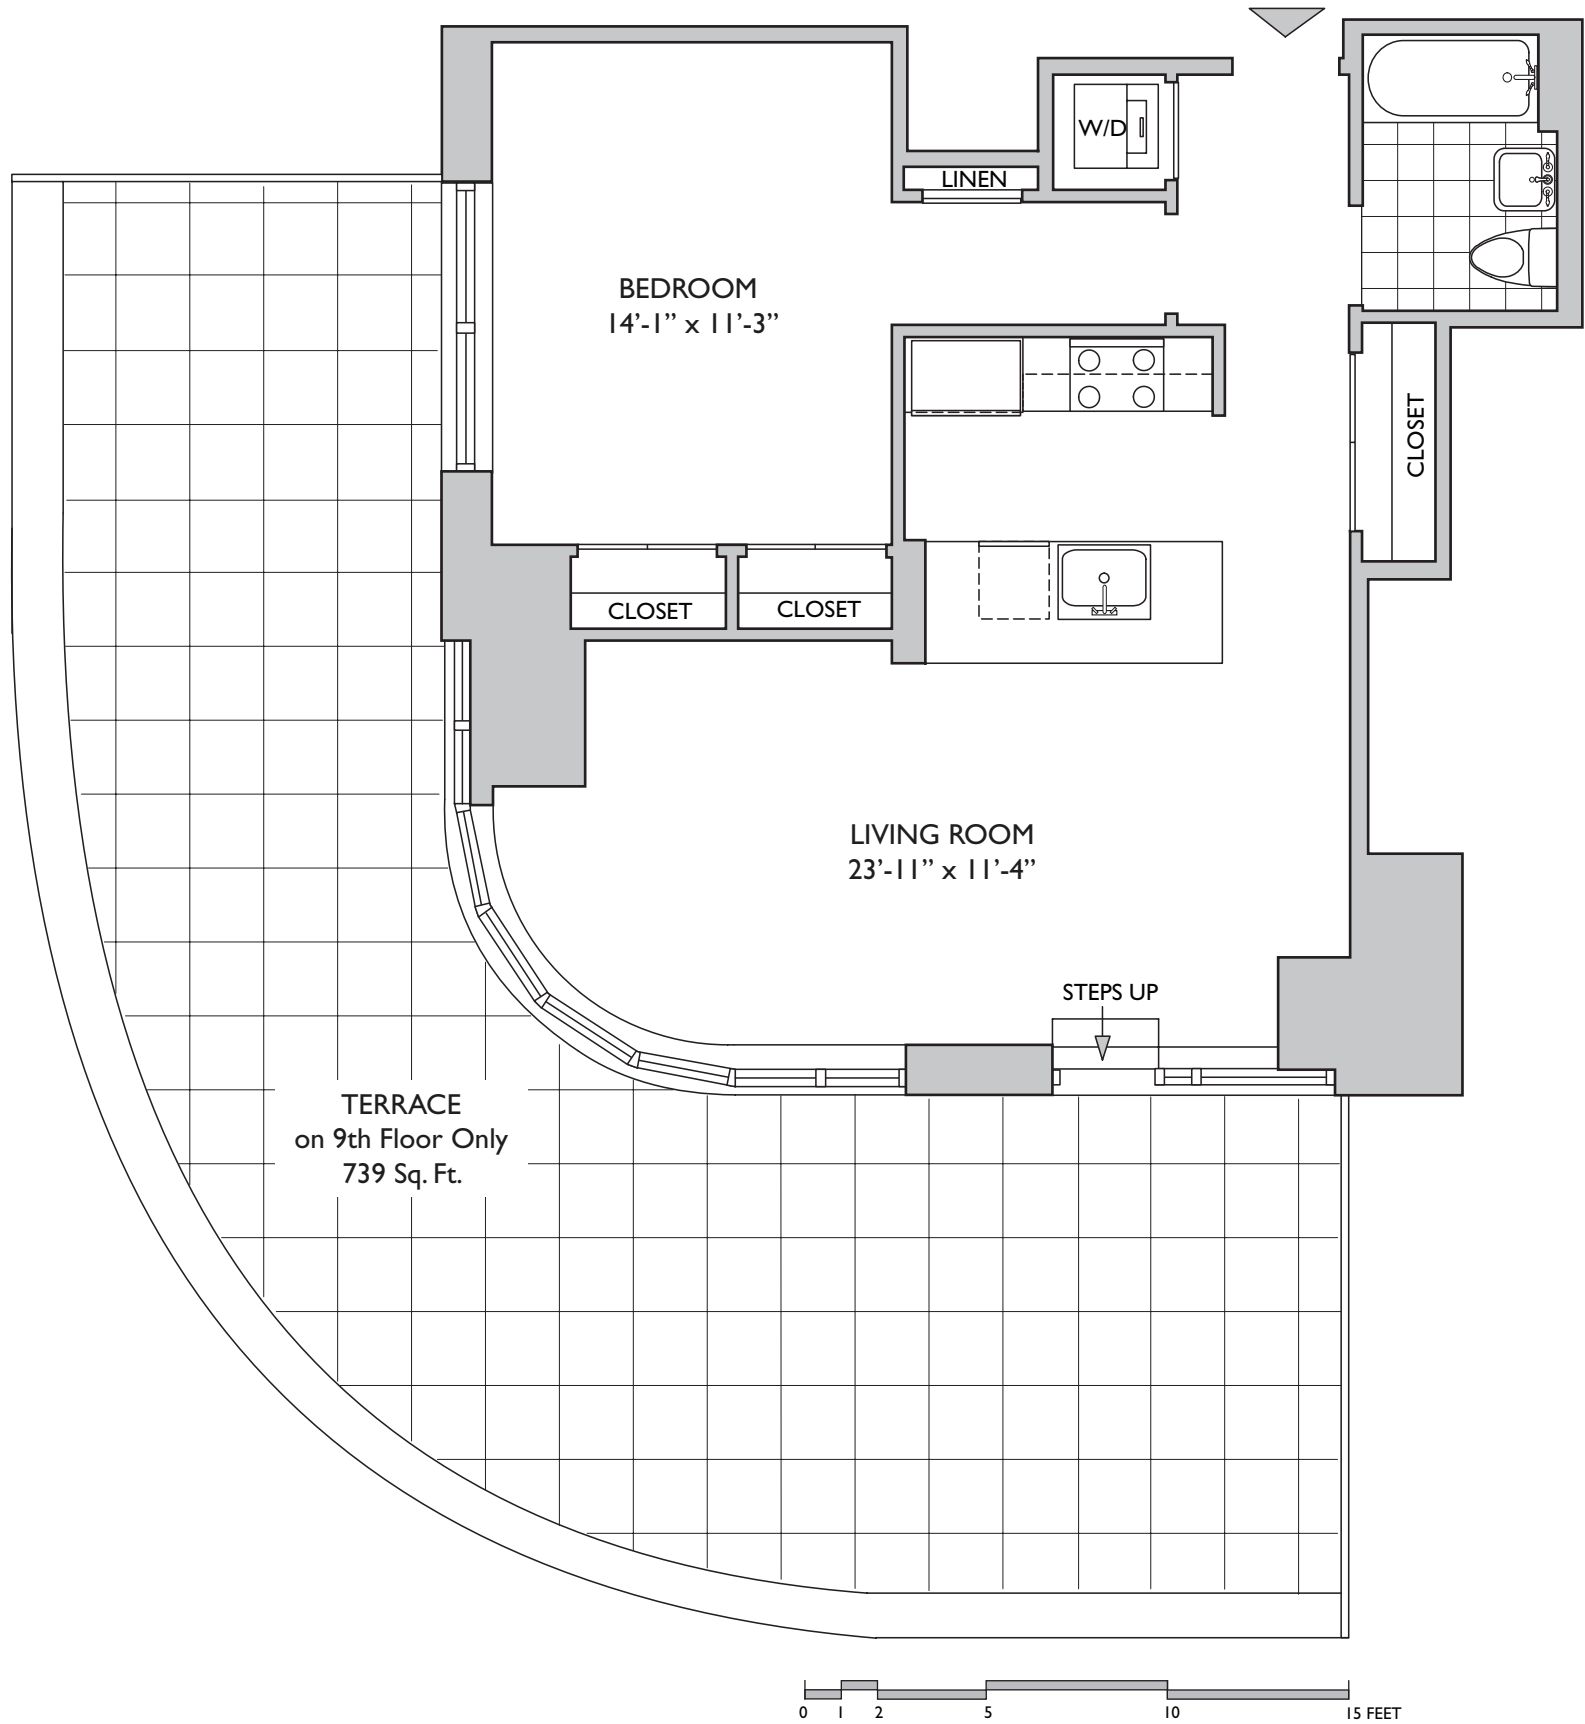 W/D
LINEN
BEDROOM
14’-1” x 11’-3”
CLOSET
CLOSET
CLOSET
LIVING ROOM
23’-11” x 11’-4”
STEPS UP
TERRACE
on 9th Floor Only
739 Sq. Ft.
0 1 2 5 10 15 FEET